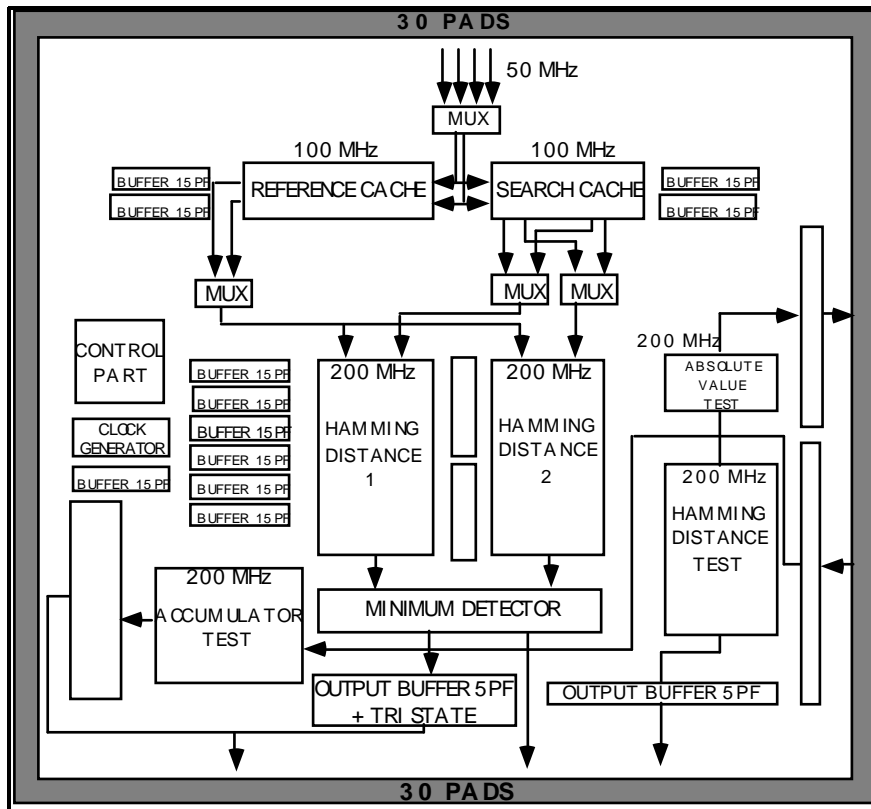 30 PADS
50 MHz
MUX
100 MHz
100 MHz
BUFFER 15 PF
REFERENCE CACHE
SEARCH CACHE
BUFFER 15 PF
BUFFER 15 PF
BUFFER 15 PF
MUX
MUX
MUX
CONTROL
PART
200 MHz
BUFFER 15 PF
200 MHz
200 MHz
ABSOLUTE
VALUE
TEST
BUFFER 15 PF
CLOCK
GENERATOR
BUFFER 15 PF
HAMMING
DISTANCE
1
HAMMING
DISTANCE
2
BUFFER 15 PF
BUFFER 15 PF
200 MHz
BUFFER 15 PF
BUFFER 15 PF
HAMMING
DISTANCE
TEST
200 MHz
ACCUMULATOR
TEST
MINIMUM DETECTOR
OUTPUT BUFFER 5 PF
+ TRI STATE
OUTPUT BUFFER 5 PF
30 PADS